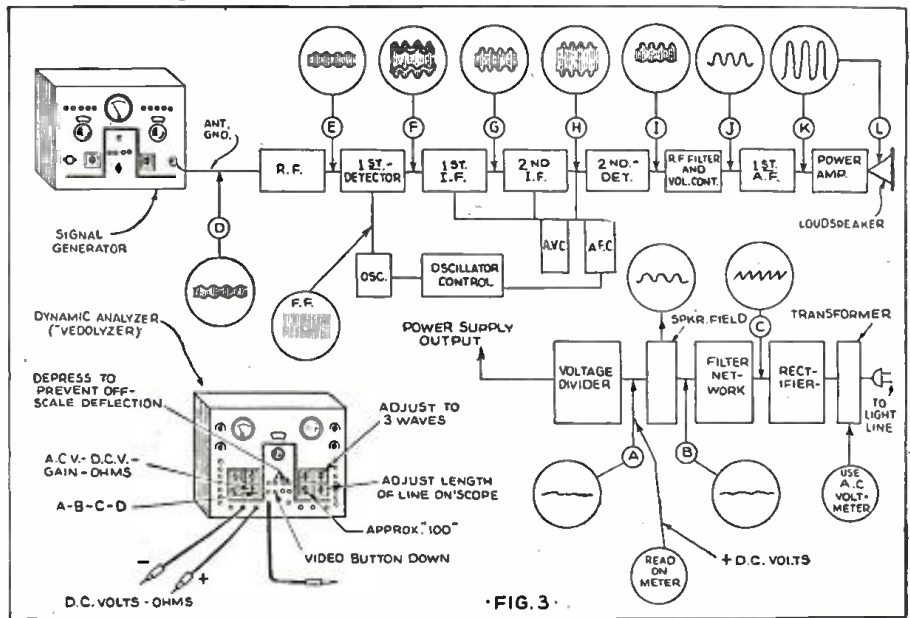 E
F
G
H
I
J
K
L
ANT.
GND.
R.F.
1ST.-
DETECTOR
1ST.
I.F.
2ND
I.F.
2ND.-
DET.
R.F FILTER
AND
VOL.CONT.
1ST.
A.F.
POWER
AMP.
LOUDSPEAKER
SIGNAL
GENERATOR
D
OSC.
OSCILLATOR
CONTROL
A.V.C.
A.F.C
F.F.
DYNAMIC ANALYZER
("VEDOLYZER")
DEPRESS TO
PREVENT OFF-
SCALE DEFLECTION
A.C.V.- D.C.V.-
GAIN-OHMS
A-B-C-D
ADJUST TO
3 WAVES
ADJUST LENGTH
OF LINE ON 'SCOPE
APPROX."100"
VIDEO BUTTON DOWN
-
+
D.C. VOLTS - OHMS
POWER SUPPLY
OUTPUT
SPKR. FIELD
C
TRANSFORMER
VOLTAGE
DIVIDER
FILTER
NET-
WORK
RECT-
IFIER-
TO
LIGHT
LINE
A
B
USE
A.C
VOLT-
METER
+ D.C. VOLTS
READ
ON
METER
·FIG.3·